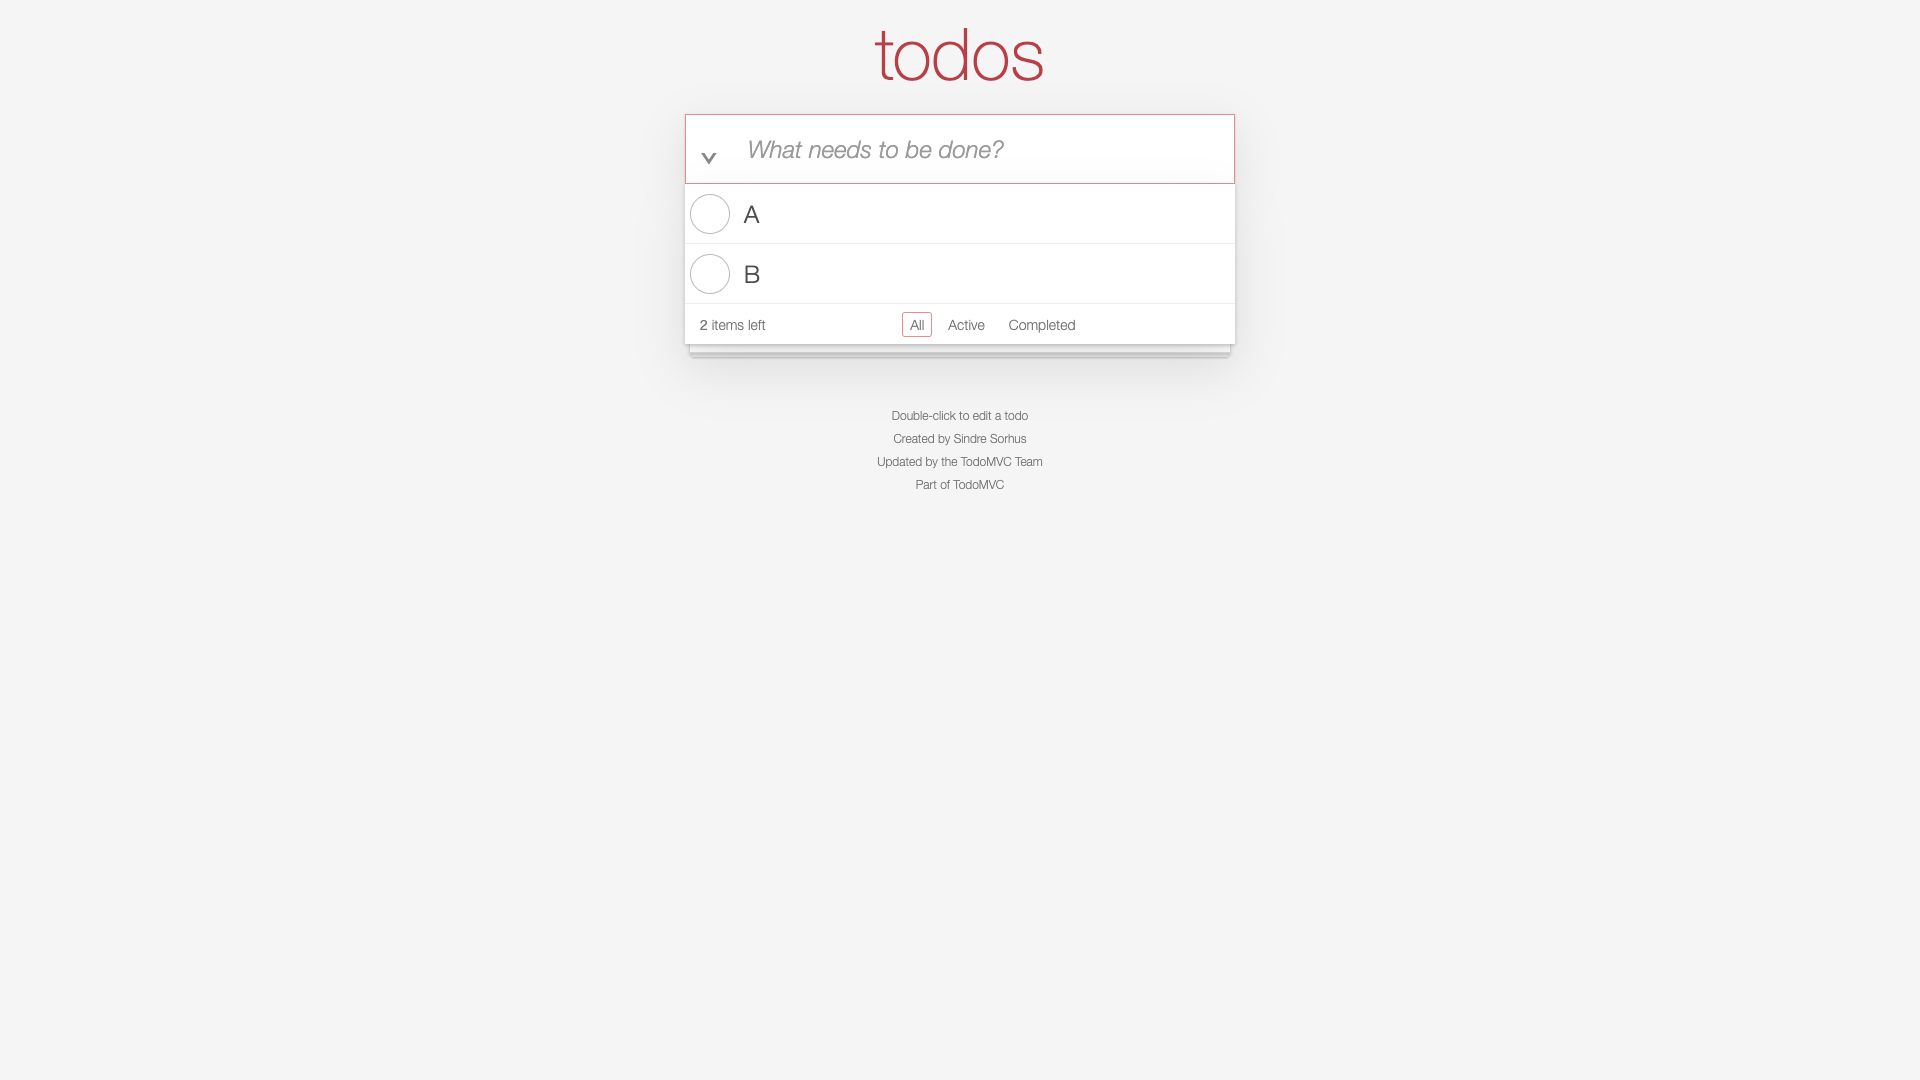 todos
What needs to be done?
A
B
2 items left All Active Completed
Double-click to edit a todo
Created by Sindre Sorhus
Updated by the TodoMVC Team
Part of TodoMVC